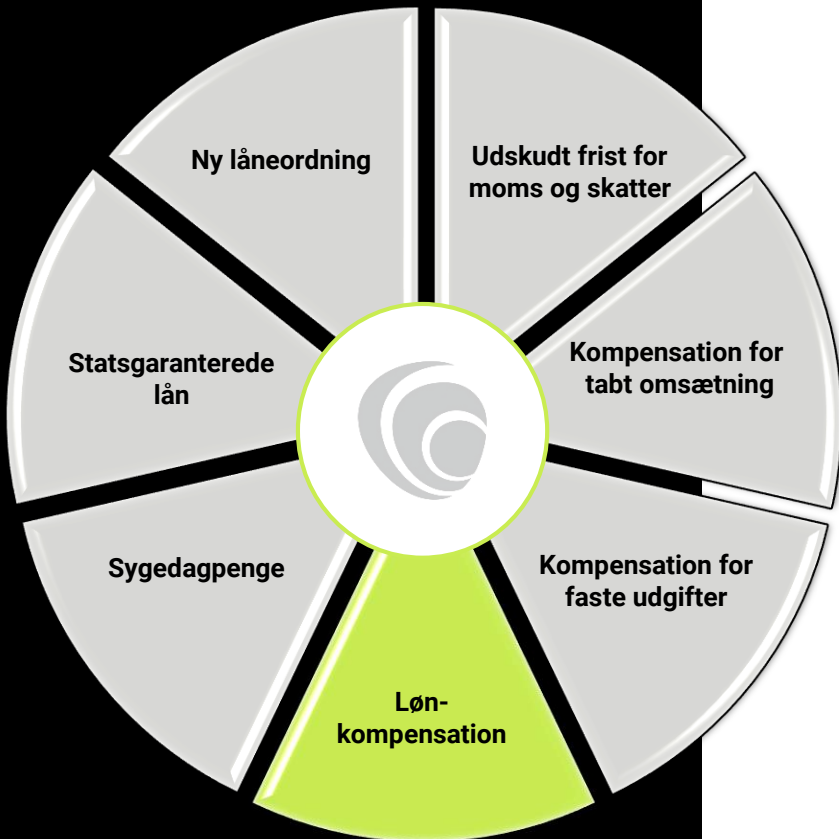 Ny låneordning
Udskudt frist for
moms og skatter
Kompensation for
tabt omsætning
Kompensation for
faste udgifter
Løn-
kompensation
Sygedagpenge
Statsgaranterede
lån